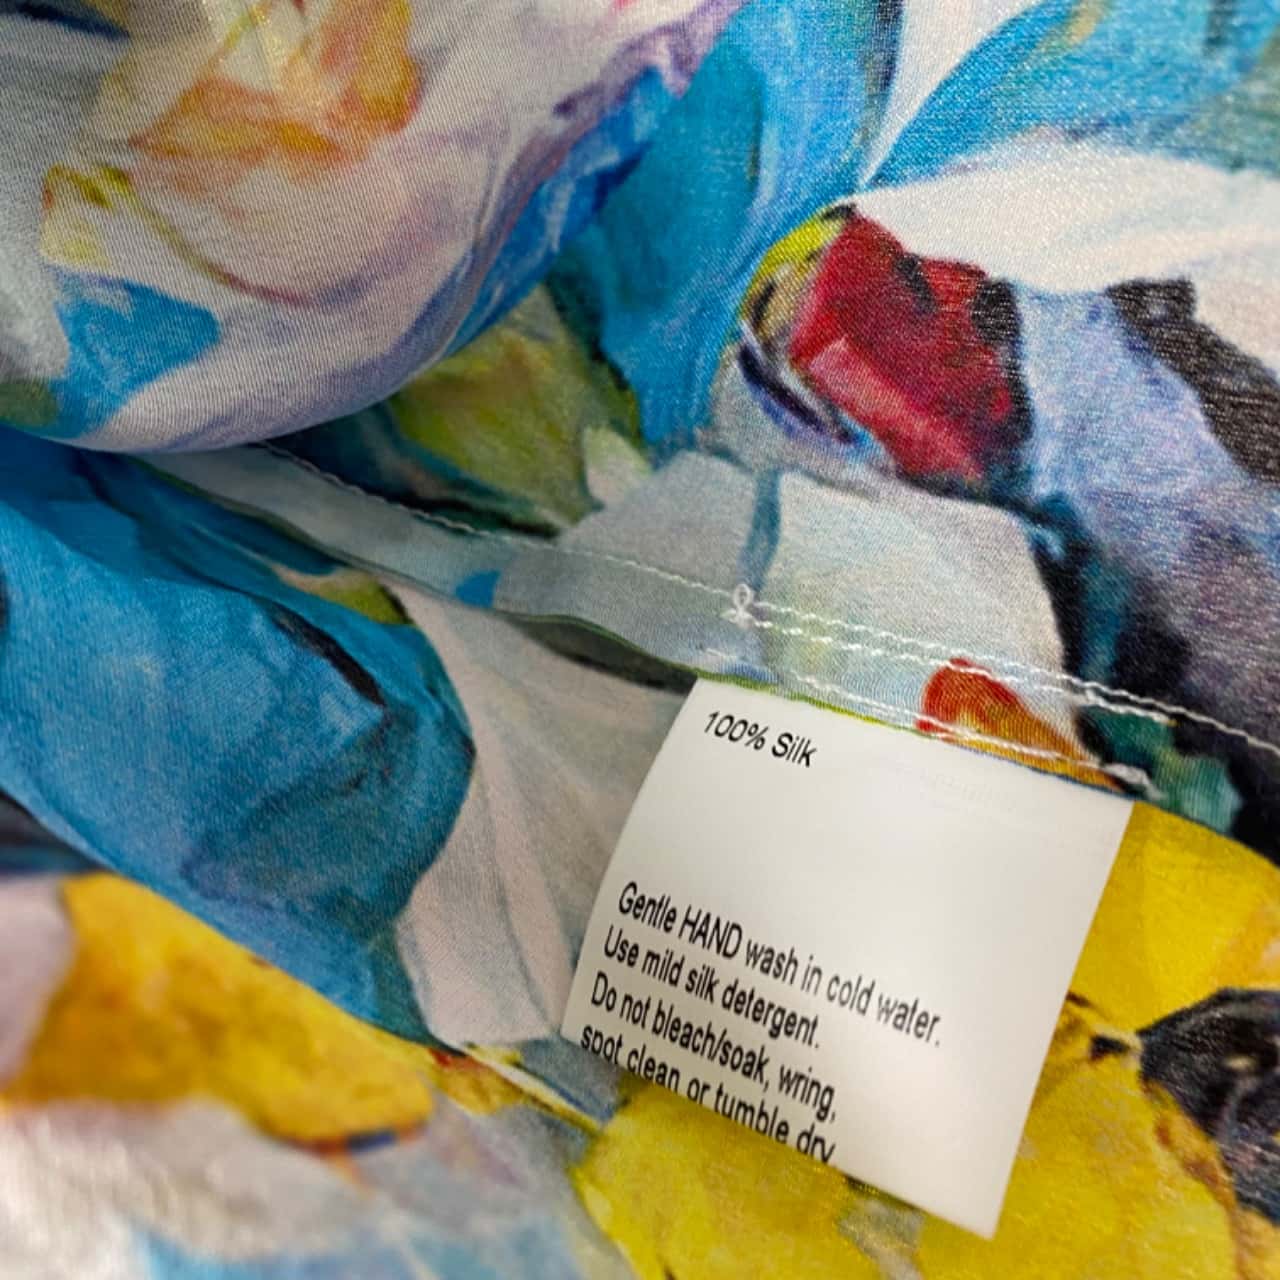 100% Silk
Gentle HAND wash in cold water.
Use mild silk detergent.
Do not bleach/soak, wring,
spot clean or tumble dry